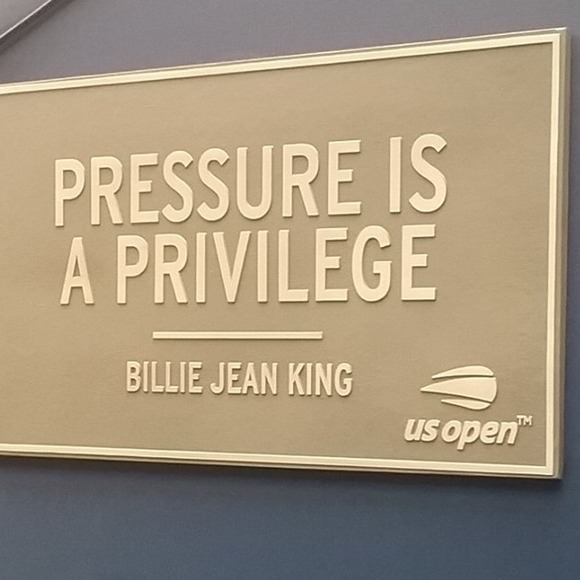 PRESSURE IS
A PRIVILEGE
BILLIE JEAN KING
us open™